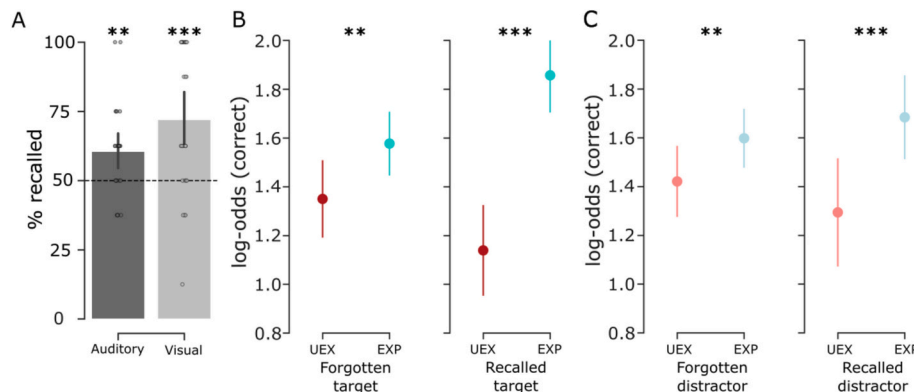 A
** ***
% recalled
100
75
50
25
0
Auditory Visual
B
** ***
log-odds (correct)
2.0
1.8
1.6
1.4
1.2
1.0
0.8
UEX EXP
Forgotten
target
UEX EXP
Recalled
target
C
** ***
log-odds (correct)
2.0
1.8
1.6
1.4
1.2
1.0
0.8
UEX EXP
Forgotten
distractor
UEX EXP
Recalled
distractor